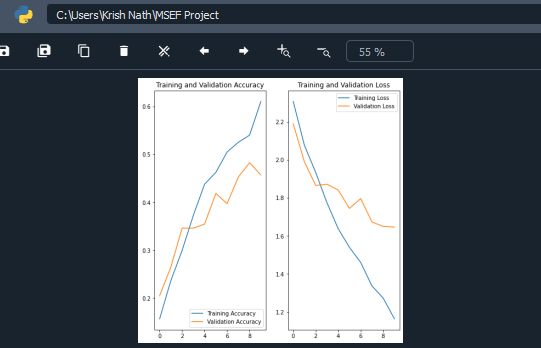 C:\Users\Krish Nath\MSEF Project
55 %
Training and Validation Accuracy
0.6
0.5
0.4
0.3
0.2
0 2 4 6 8
Training Accuracy
Validation Accuracy
Training and Validation Loss
2.2
2.0
1.8
1.6
1.4
1.2
0 2 4 6 8
Training Loss
Validation Loss